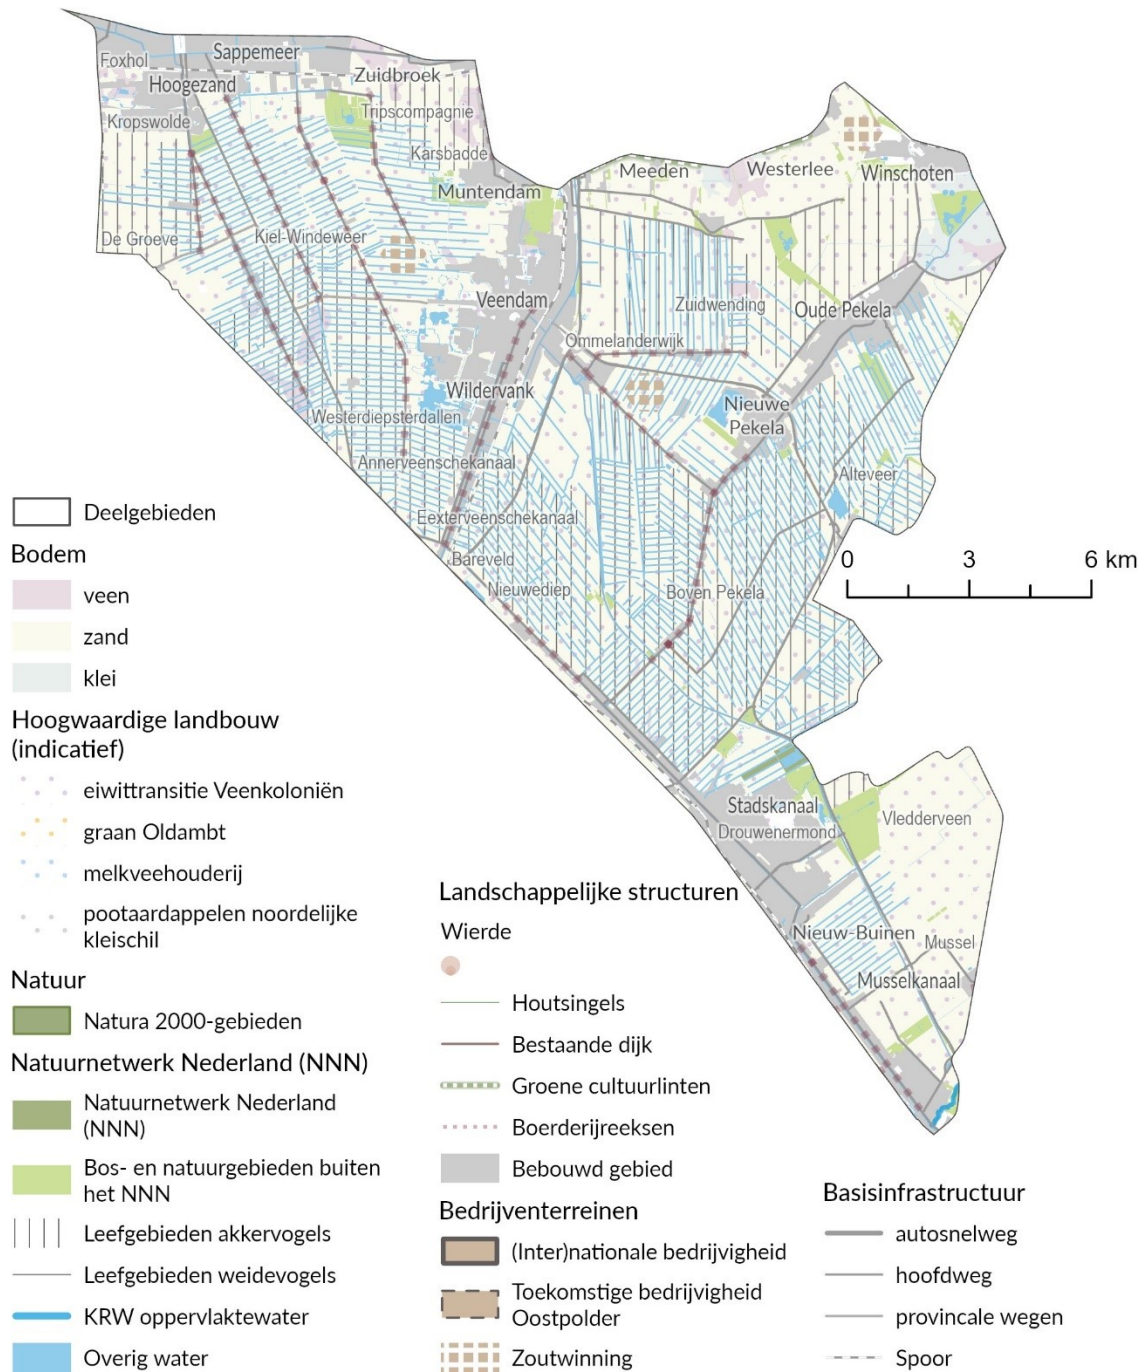 Foxhol
Sappemeer
Zuidbroek
Hoogezand
Tripscompagnie
Kropswolde
Karsbadde
Muntendam
Meeden
Westerlee
Winschoten
De Groeve
Kiel-Windeweer
Veendam
Zuidwending
Oude Pekela
Ommelanderwijk
Wildervank
Nieuwe
Pekela
Westerdiepsterdallen
Annerveenschekanaal
Alteveer
Eexterveenschekanaal
Bareveld
Nieuwediep
Boven Pekela
0 3 6 km
Stadskanaal
Drouwenermond
Vledderveen
Nieuw-Buinen
Mussel
Musselkanaal
Deelgebieden
Bodem
veen
zand
klei
Hoogwaardige landbouw
(indicatief)
eiwittransitie Veenkoloniën
graan Oldambt
melkveehouderij
pootaardappelen noordelijke
kleischil
Natuur
Natura 2000-gebieden
Natuurnetwerk Nederland (NNN)
Natuurnetwerk Nederland
(NNN)
Bos- en natuurgebieden buiten
het NNN
Leefgebieden akkervogels
Leefgebieden weidevogels
KRW oppervlaktewater
Overig water
Landschappelijke structuren
Wierde
Houtsingels
Bestaande dijk
Groene cultuurlinten
Boerderijreeksen
Bebouwd gebied
Bedrijventerreinen
(Inter)nationale bedrijvigheid
Toekomstige bedrijvigheid
Oostpolder
Zoutwinning
Basisinfrastructuur
autosnelweg
hoofdweg
provincale wegen
Spoor